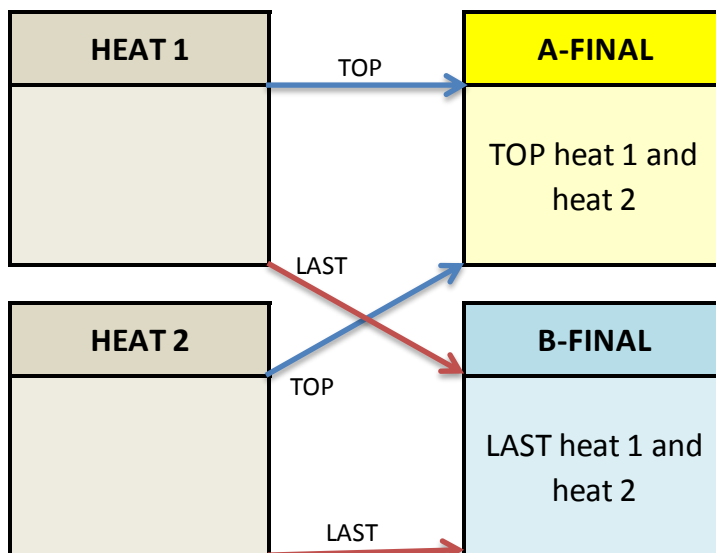 HEAT 1
TOP
A-FINAL
TOP heat 1 and
heat 2
LAST
HEAT 2
TOP
B-FINAL
LAST heat 1 and
heat 2
LAST